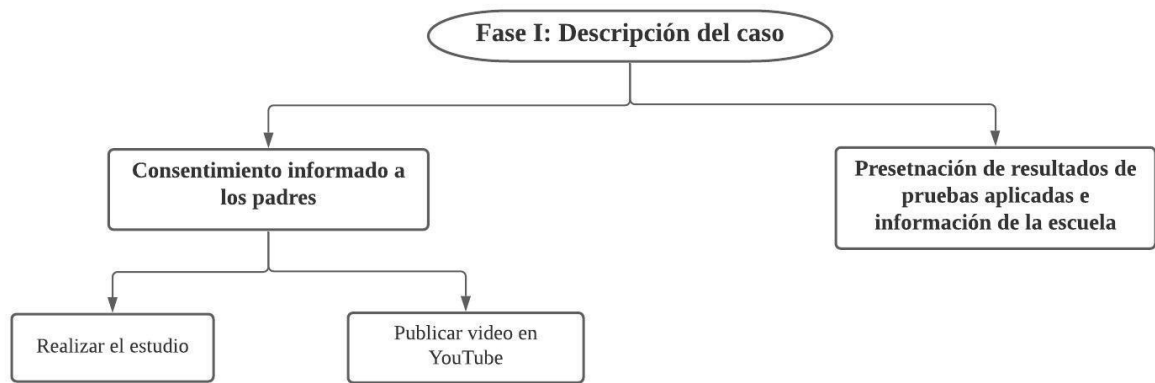 Fase I: Descripción del caso
Consentimiento informado a
los padres
Presetnación de resultados de
pruebas aplicadas e
información de la escuela
Realizar el estudio
Publicar video en
YouTube